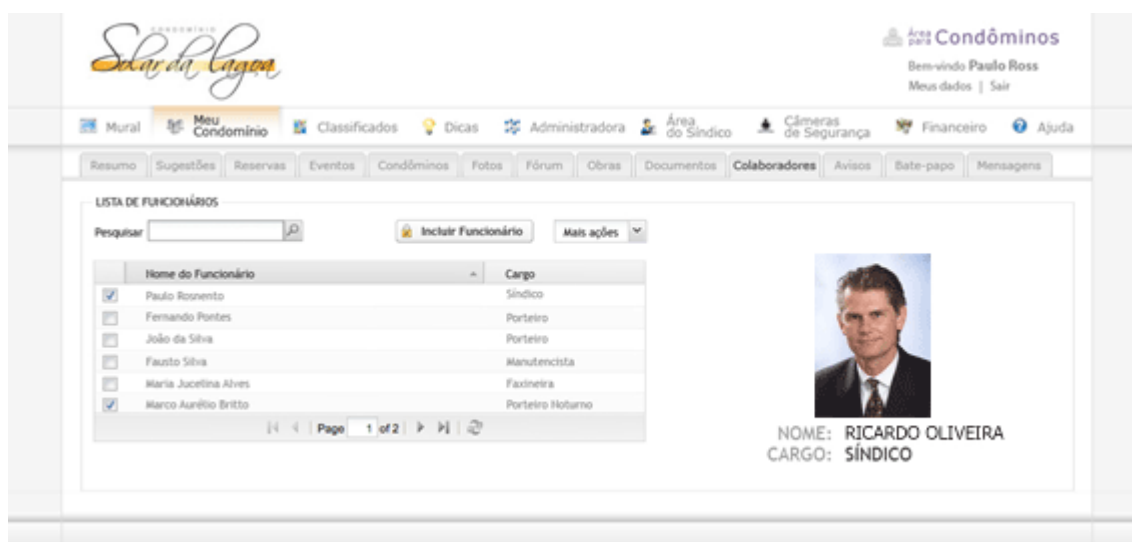 CONDOMÍNIO
Solar da Lagoa
Área para Condôminos
Bem-vindo Paulo Ross
Meus dados | Sair
Mural Meu Condomínio Classificados Dicas Administradora Área do Síndico Câmeras de Segurança Financeiro Ajuda
Resumo Sugestões Reservas Eventos Condôminos Fotos Fórum Obras Documentos Colaboradores Avisos Bate-papo Mensagens
LISTA DE FUNCIONÁRIOS
Pesquisar Incluir Funcionário Mais ações
Nome do Funcionário Cargo
Paulo Rosnento Síndico
Fernando Pontes Porteiro
João da Silva Porteiro
Fausto Silva Manutencista
Maria Jucelina Alves Faxineira
Marco Aurélio Britto Porteiro Noturno
Page 1 of 2
NOME: RICARDO OLIVEIRA
CARGO: SÍNDICO